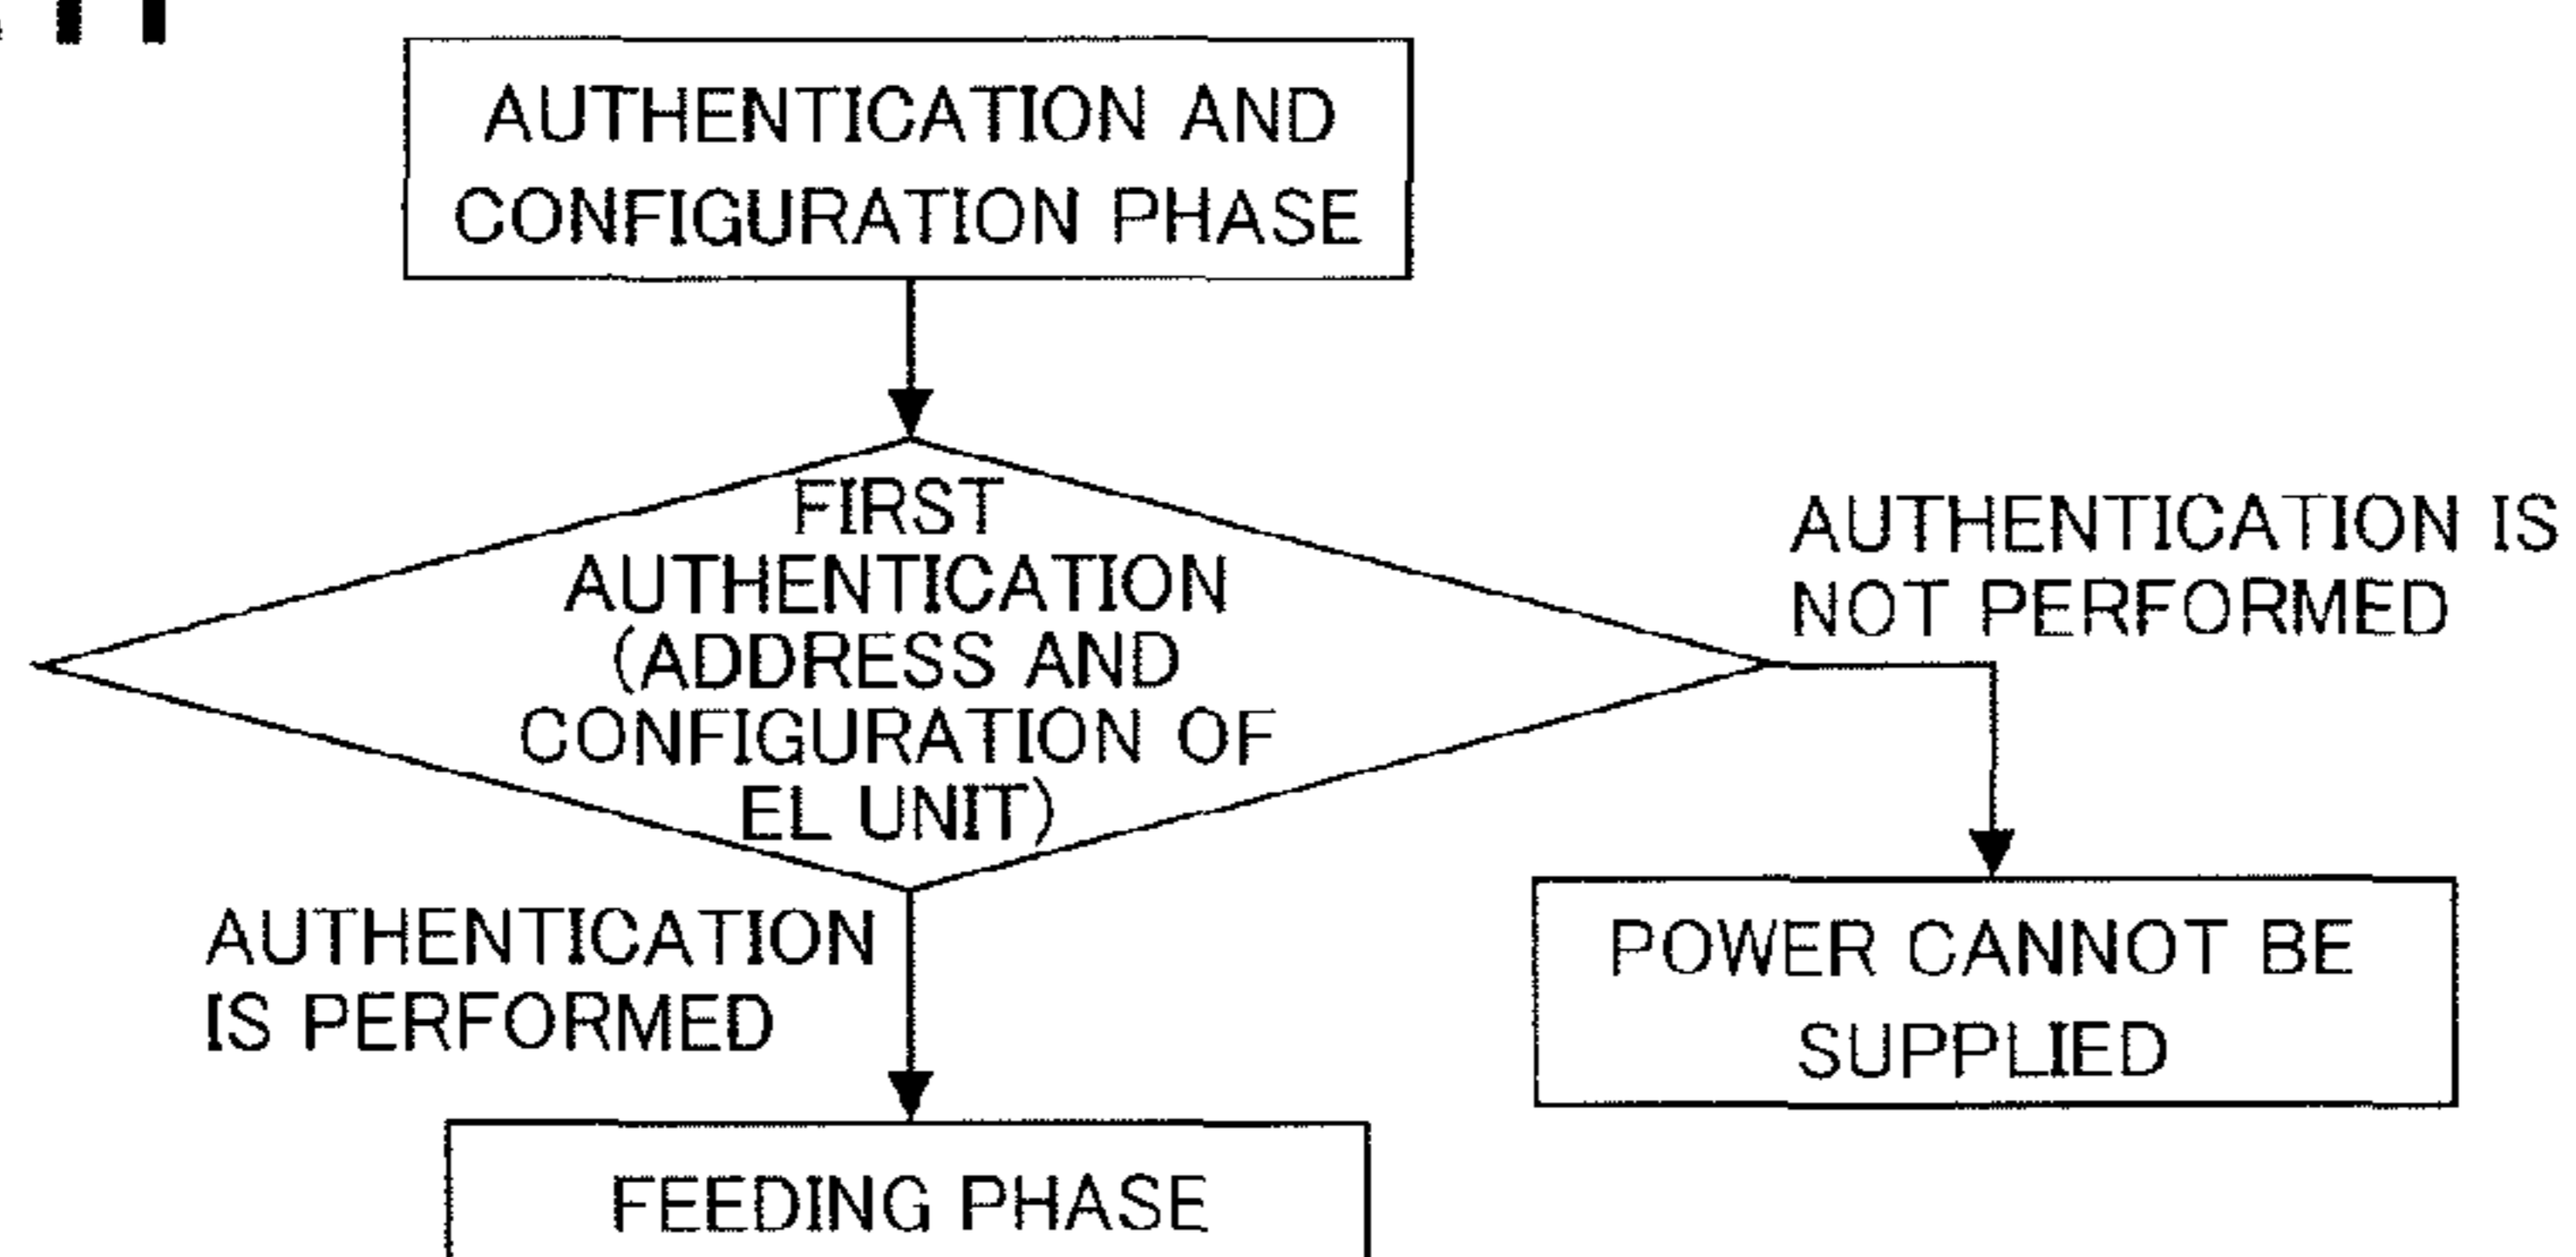 AUTHENTICATION AND
CONFIGURATION PHASE
FIRST
AUTHENTICATION
(ADDRESS AND
CONFIGURATION OF
EL UNIT)
AUTHENTICATION IS
NOT PERFORMED
AUTHENTICATION
IS PERFORMED
POWER CANNOT BE
SUPPLIED
FEEDING PHASE